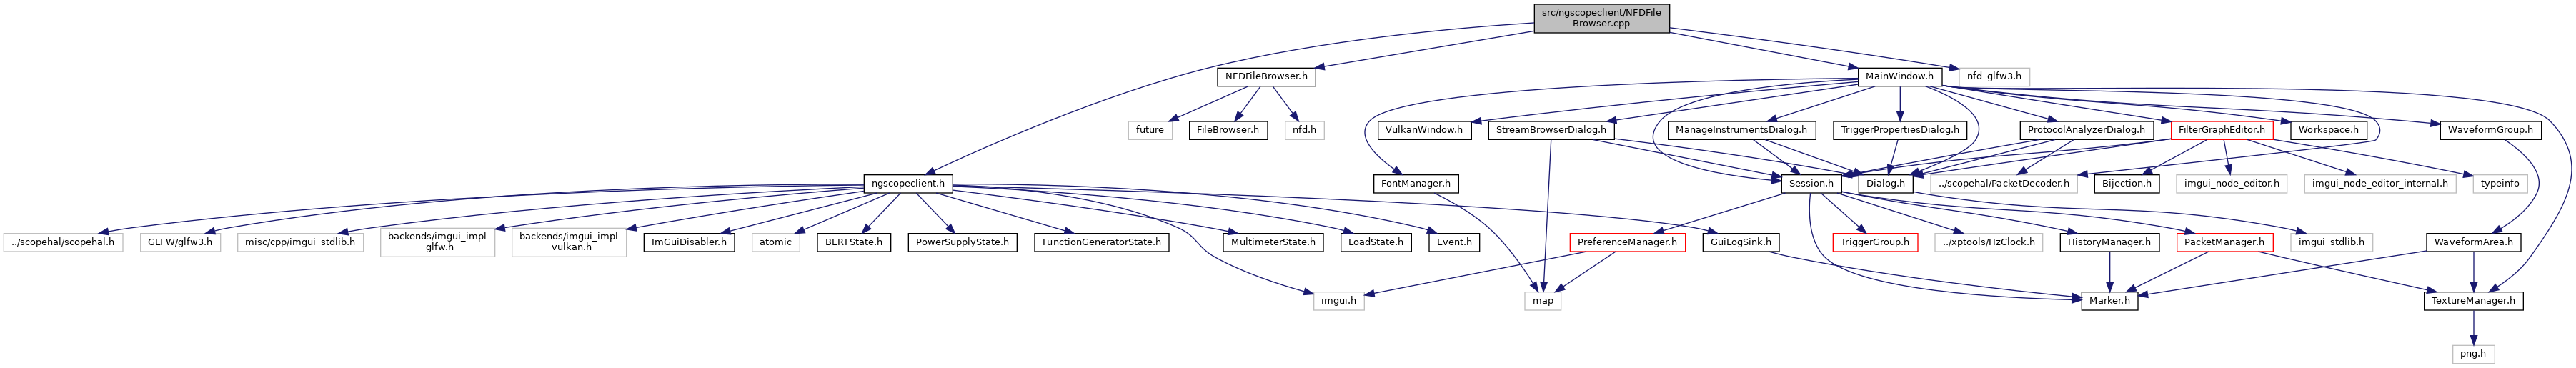 src/ngscopeclient/NFDFile
Browser.cpp
NFDFileBrowser.h
MainWindow.h
nfd_glfw3.h
future
FileBrowser.h
nfd.h
VulkanWindow.h
StreamBrowserDialog.h
ManageInstrumentsDialog.h
TriggerPropertiesDialog.h
ProtocolAnalyzerDialog.h
FilterGraphEditor.h
Workspace.h
WaveformGroup.h
ngscopeclient.h
FontManager.h
Session.h
Dialog.h
../scopehal/PacketDecoder.h
Bijection.h
imgui_node_editor.h
imgui_node_editor_internal.h
typeinfo
../scopehal/scopehal.h
GLFW/glfw3.h
misc/cpp/imgui_stdlib.h
backends/imgui_impl
_glfw.h
backends/imgui_impl
_vulkan.h
ImGuiDisabler.h
atomic
BERTState.h
PowerSupplyState.h
FunctionGeneratorState.h
MultimeterState.h
LoadState.h
Event.h
PreferenceManager.h
GuiLogSink.h
TriggerGroup.h
../xptools/HzClock.h
HistoryManager.h
PacketManager.h
imgui_stdlib.h
WaveformArea.h
imgui.h
map
Marker.h
TextureManager.h
png.h